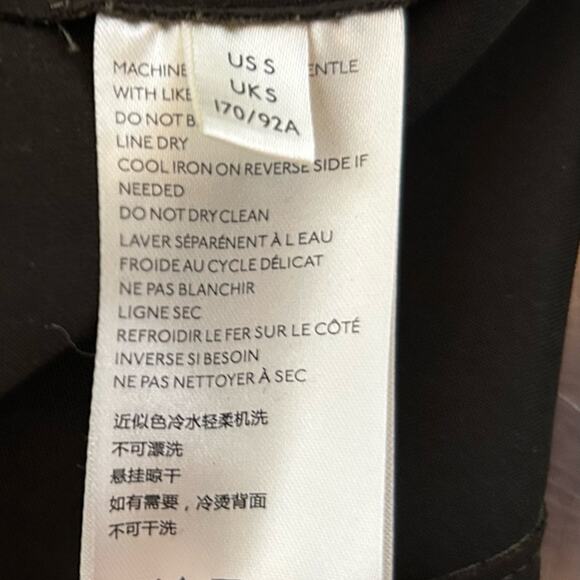 US S
UK S
170/92A
MACHINE ENTLE
WITH LIKE
DO NOT B
LINE DRY
COOL IRON ON REVERSE SIDE IF
NEEDED
DO NOT DRY CLEAN
LAVER SÉPARÉNENT À L EAU
FROIDE AU CYCLE DÉLICAT
NE PAS BLANCHIR
LIGNE SEC
REFROIDIR LE FER SUR LE CÔTÉ
INVERSE SI BESOIN
NE PAS NETTOYER À SEC
近似色冷水轻柔机洗
不可漂洗
悬挂晾干
如有需要，冷烫背面
不可干洗